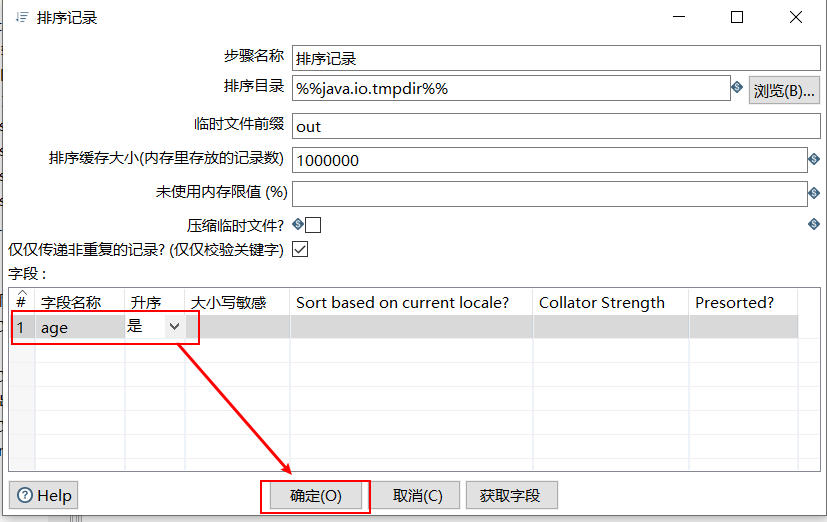 排序记录
步骤名称 排序记录
排序目录 %%java.io.tmpdir%% 浏览(B)...
临时文件前缀 out
排序缓存大小(内存里存放的记录数) 1000000
未使用内存限值 (%)
压缩临时文件?
仅仅传递非重复的记录? (仅仅校验关键字)
字段 :
# 字段名称 升序 大小写敏感 Sort based on current locale? Collator Strength Presorted?
1 age 是
Help 确定(O) 取消(C) 获取字段